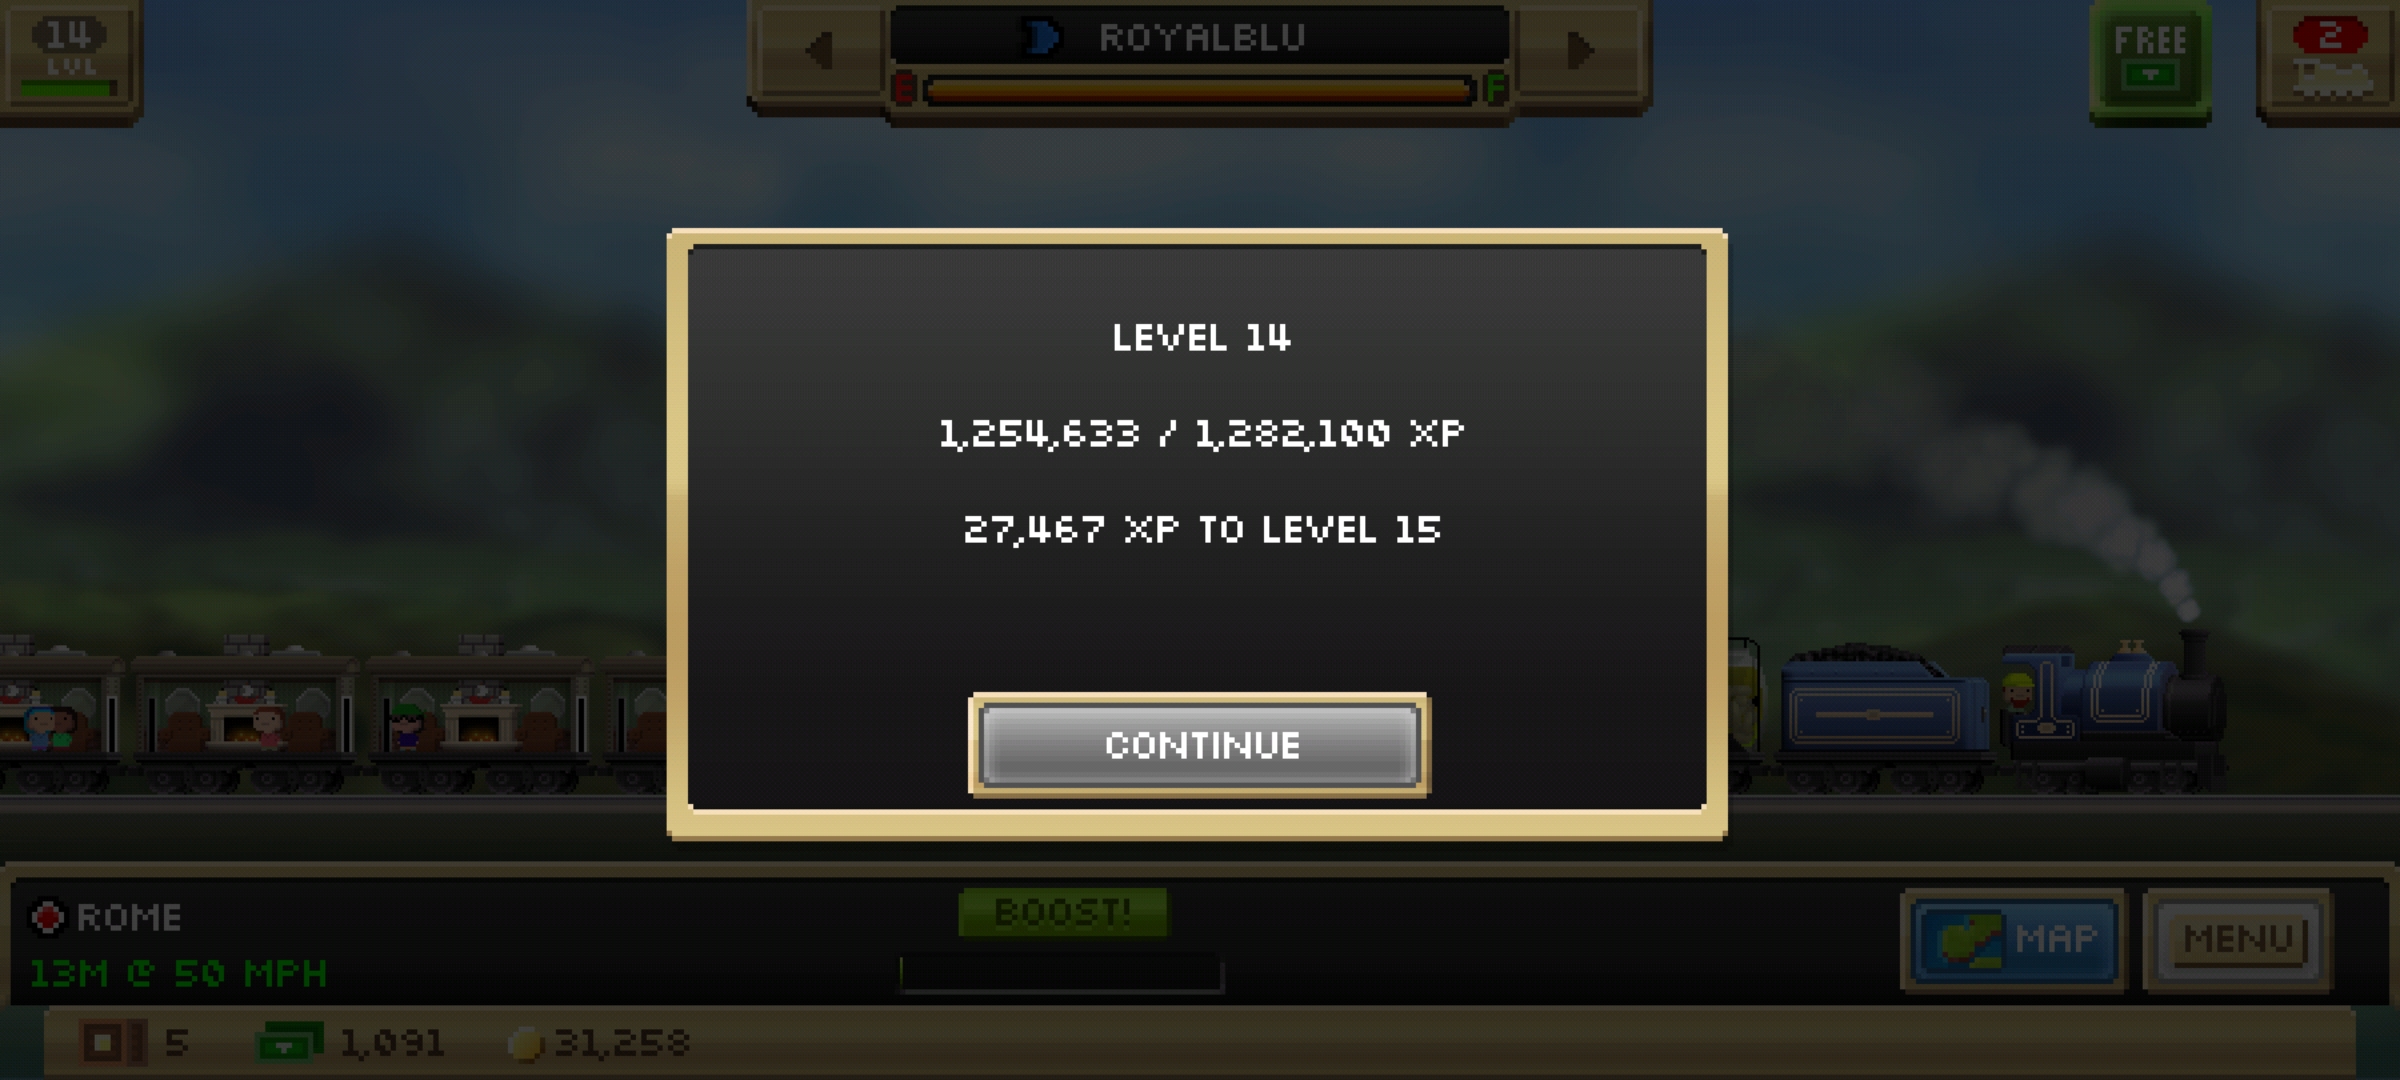 14
LVL
ROYALBLU
E
F
FREE
2
LEVEL 14
1,254,633 / 1,282,100 XP
27,467 XP TO LEVEL 15
CONTINUE
ROME
13M @ 50 MPH
BOOST!
MAP
MENU
5
1,091
31,258